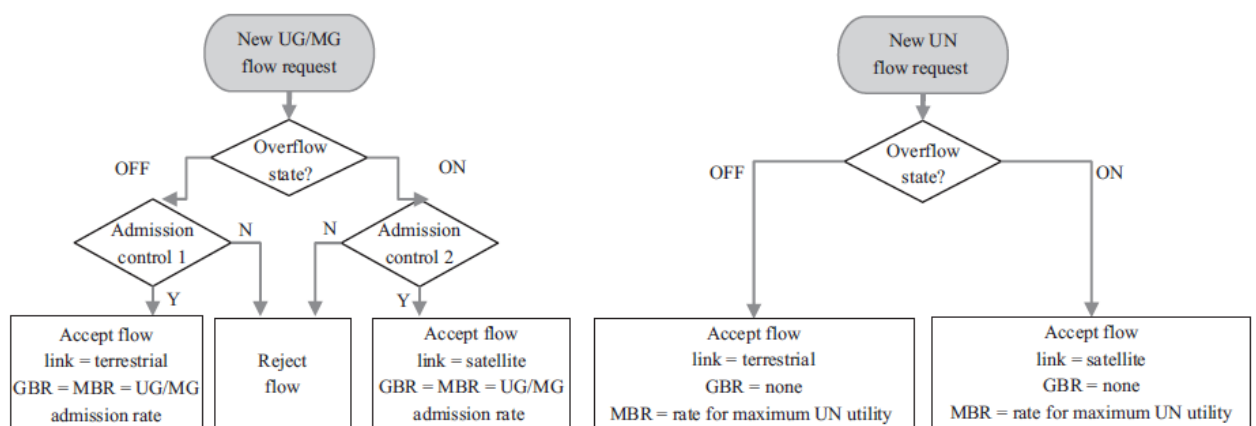 New UG/MG
flow request
Overflow
state?
OFF
ON
Admission
control 1
N
N
Admission
control 2
Y
Y
Accept flow
link = terrestrial
GBR = MBR = UG/MG
admission rate
Reject
flow
Accept flow
link = satellite
GBR = MBR = UG/MG
admission rate
New UN
flow request
Overflow
state?
OFF
ON
Accept flow
link = terrestrial
GBR = none
MBR = rate for maximum UN utility
Accept flow
link = satellite
GBR = none
MBR = rate for maximum UN utility